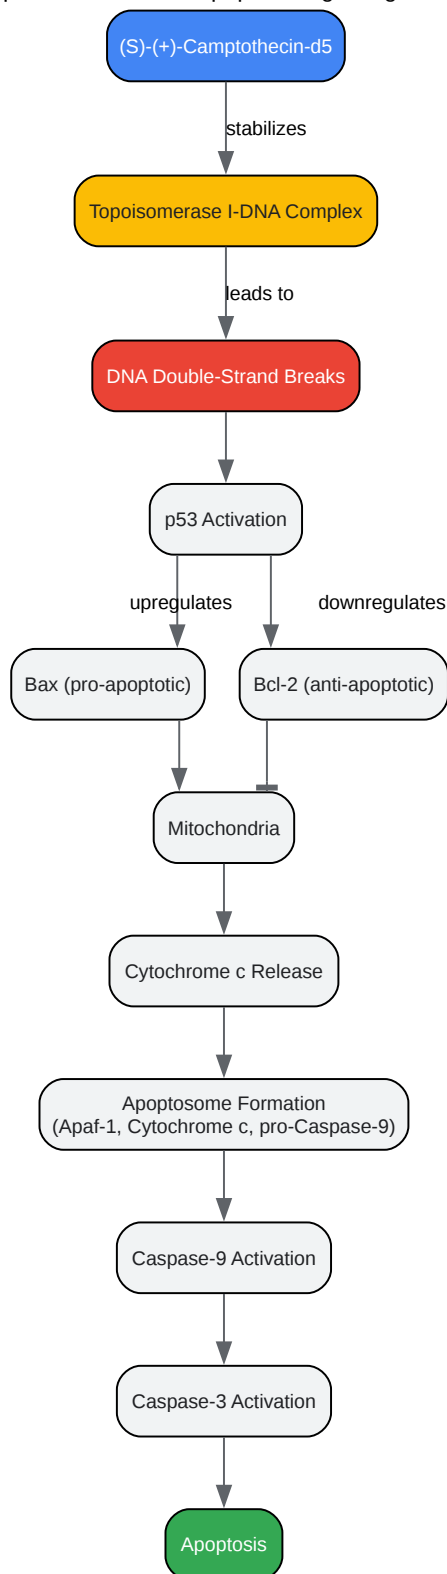 (S)-(+)-Camptothecin-d5
stabilizes
Topoisomerase I-DNA Complex
leads to
DNA Double-Strand Breaks
p53 Activation
upregulates
downregulates
Bax (pro-apoptotic)
Bcl-2 (anti-apoptotic)
Mitochondria
Cytochrome c Release
Apoptosome Formation
(Apaf-1, Cytochrome c, pro-Caspase-9)
Caspase-9 Activation
Caspase-3 Activation
Apoptosis